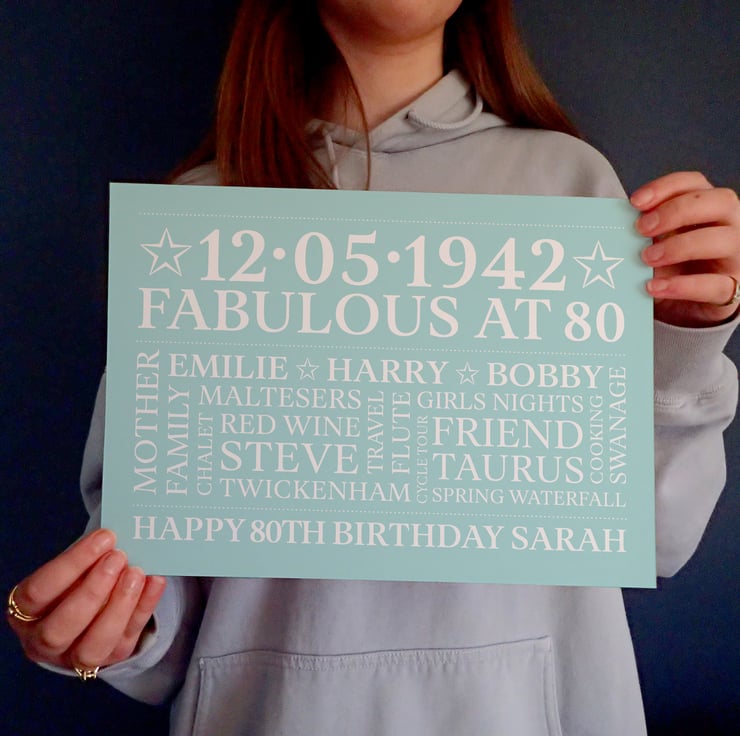 12·05·1942
FABULOUS AT 80
EMILIE ☆ HARRY ☆ BOBBY
MOTHER
FAMILY
CHALET
MALTESERS
RED WINE
STEVE
TWICKENHAM
TRAVEL
FLUTE
CYCLE TOUR
GIRLS NIGHTS
FRIEND
TAURUS
SPRING WATERFALL
COOKING
SWANAGE
HAPPY 80TH BIRTHDAY SARAH